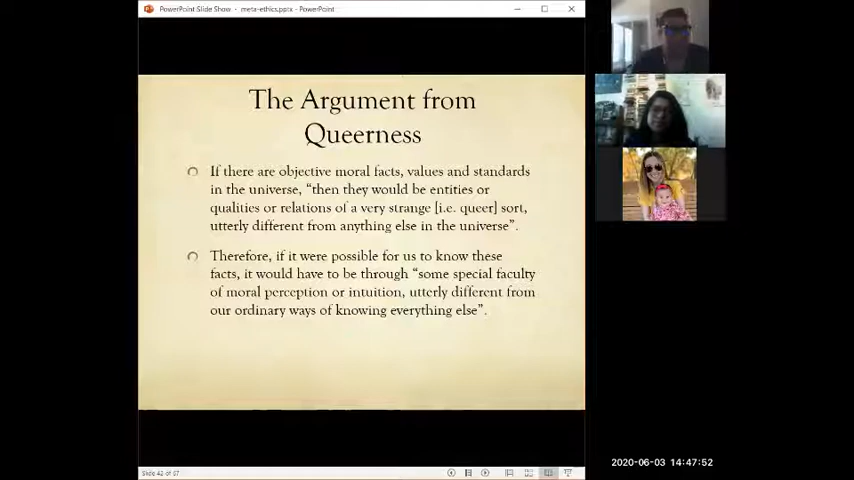 PowerPoint Slide Show - meta-ethics.pptx - PowerPoint
The Argument from
Queerness
If there are objective moral facts, values and standards
in the universe, “then they would be entities or
qualities or relations of a very strange [i.e. queer] sort,
utterly different from anything else in the universe”.
Therefore, if it were possible for us to know these
facts, it would have to be through “some special faculty
of moral perception or intuition, utterly different from
our ordinary ways of knowing everything else”.
Slide 42 of 57
2020-06-03 14:47:52